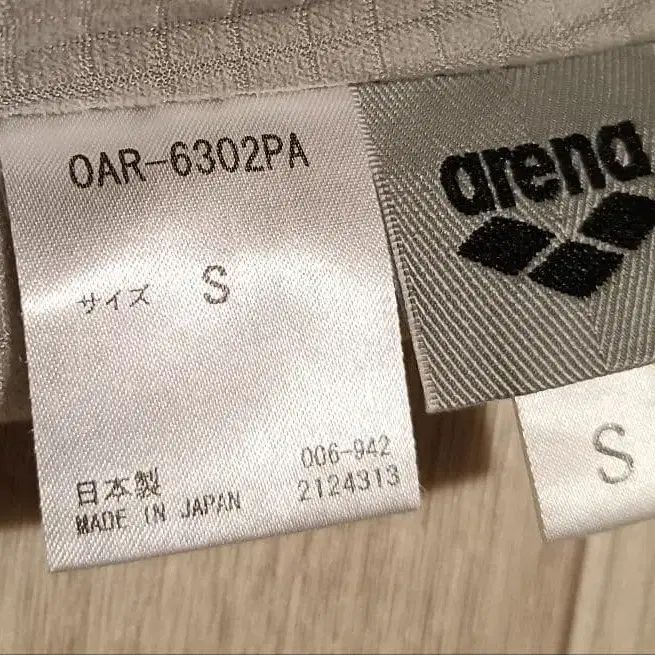 OAR-6302PA
サイズ S
006-942
日本製 2124313
MADE IN JAPAN
arena
S